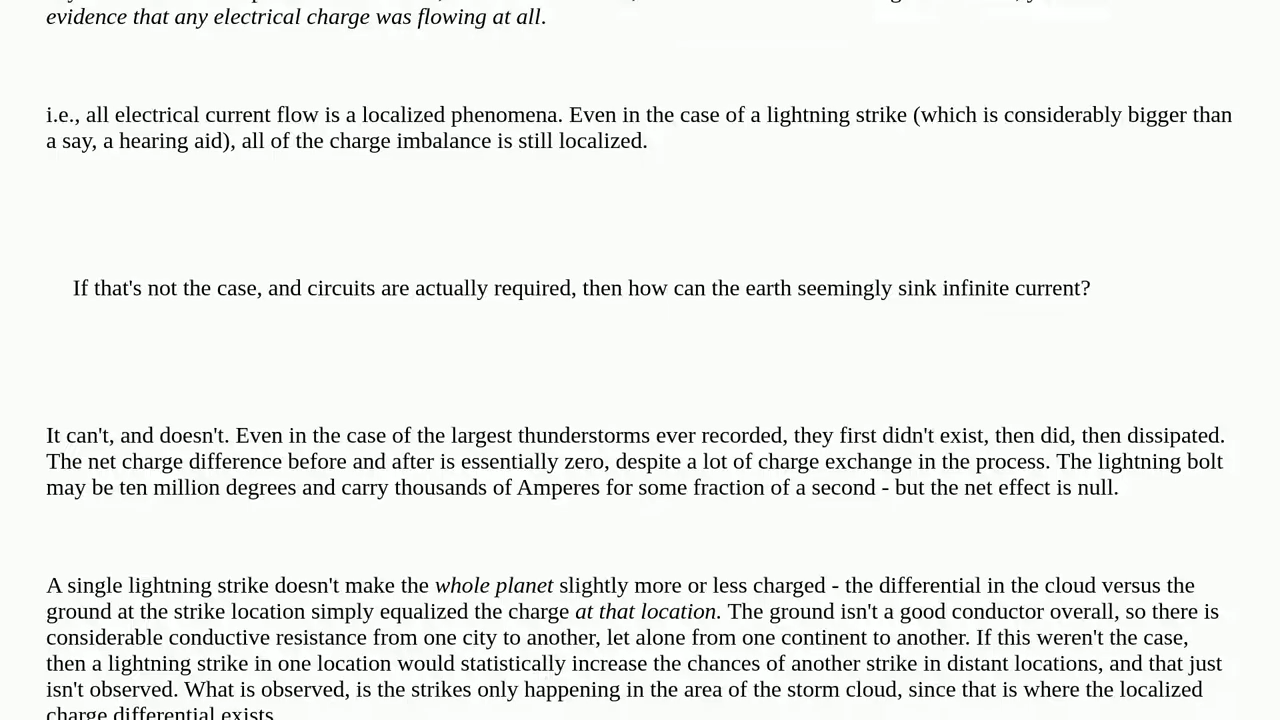 evidence that any electrical charge was flowing at all.
i.e., all electrical current flow is a localized phenomena. Even in the case of a lightning strike (which is considerably bigger than
a say, a hearing aid), all of the charge imbalance is still localized.
If that's not the case, and circuits are actually required, then how can the earth seemingly sink infinite current?
It can't, and doesn't. Even in the case of the largest thunderstorms ever recorded, they first didn't exist, then did, then dissipated.
The net charge difference before and after is essentially zero, despite a lot of charge exchange in the process. The lightning bolt
may be ten million degrees and carry thousands of Amperes for some fraction of a second - but the net effect is null.
A single lightning strike doesn't make the whole planet slightly more or less charged - the differential in the cloud versus the
ground at the strike location simply equalized the charge at that location. The ground isn't a good conductor overall, so there is
considerable conductive resistance from one city to another, let alone from one continent to another. If this weren't the case,
then a lightning strike in one location would statistically increase the chances of another strike in distant locations, and that just
isn't observed. What is observed, is the strikes only happening in the area of the storm cloud, since that is where the localized
charge differential exists.